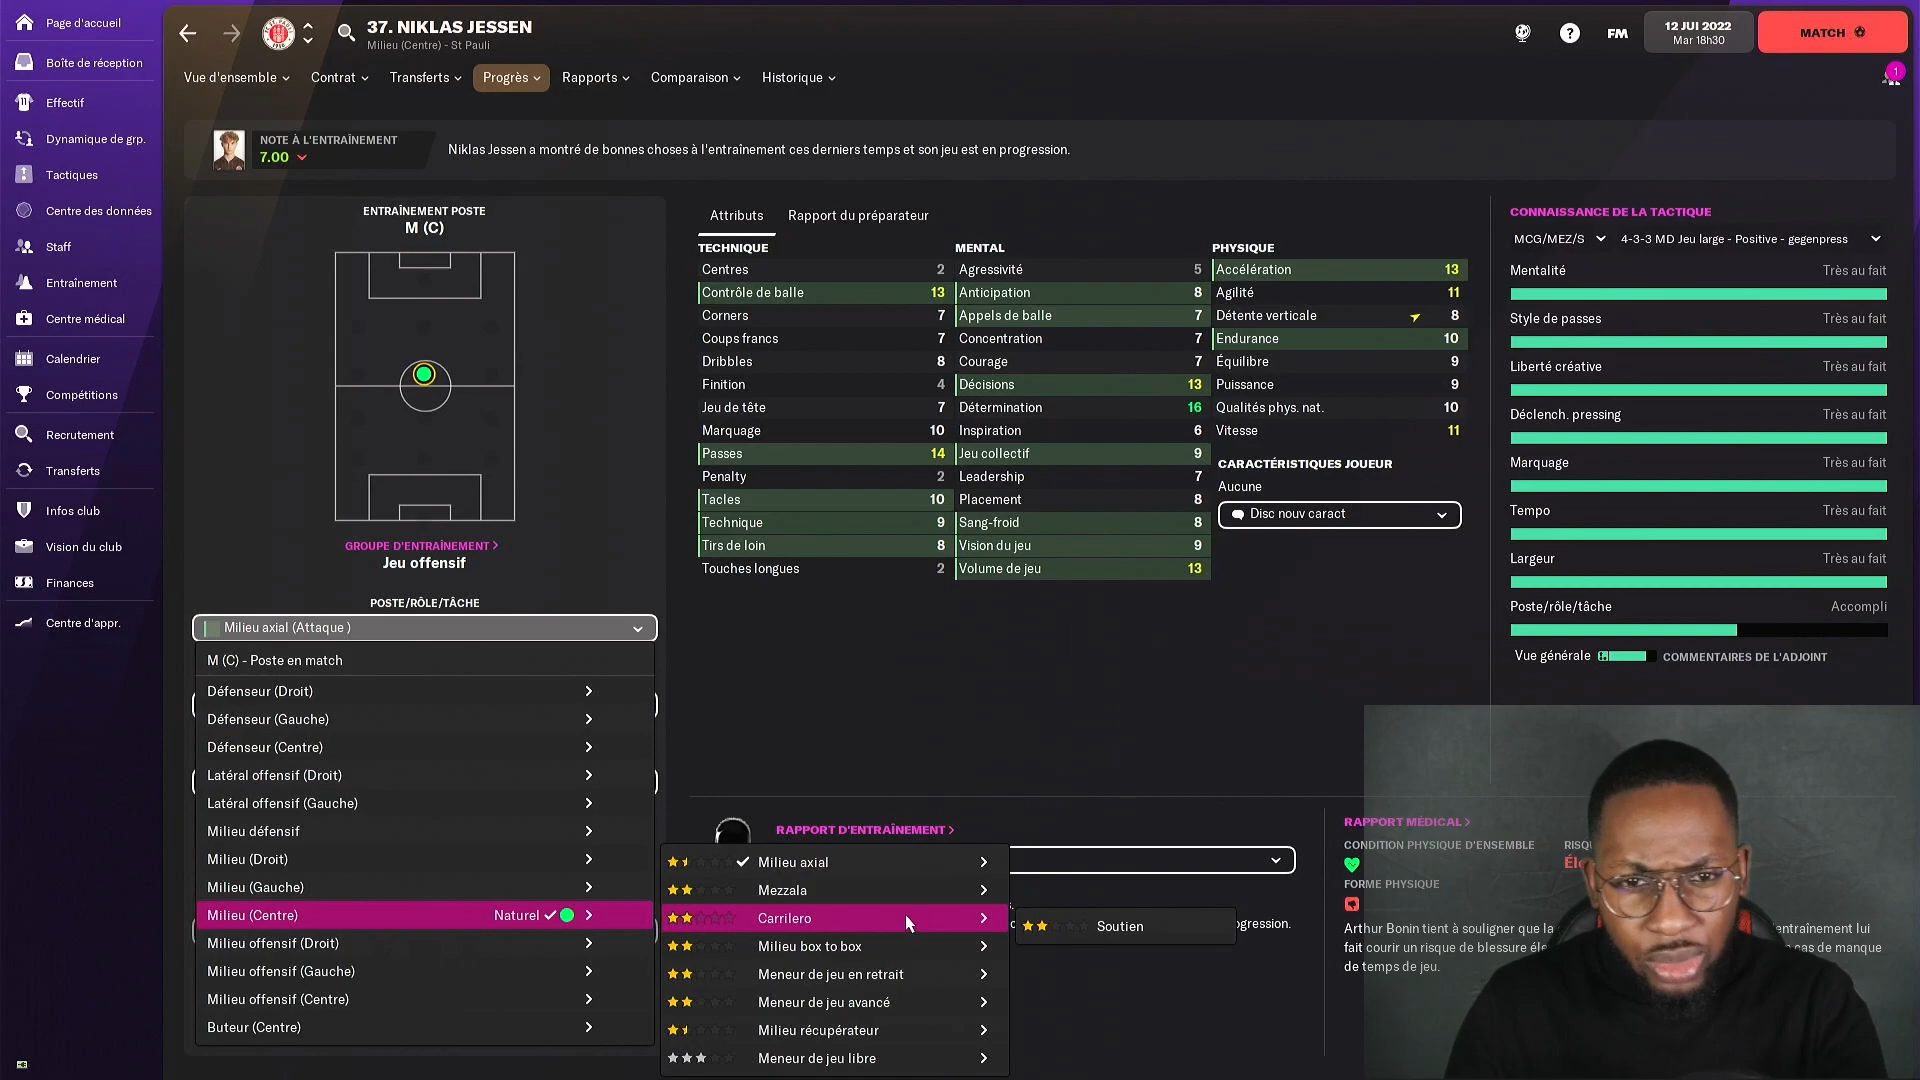 Page d'accueil
Boîte de réception
Effectif
Dynamique de grp.
Tactiques
Centre des données
Staff
Entraînement
Centre médical
Calendrier
Compétitions
Recrutement
Transferts
Infos club
Vision du club
Finances
Centre d'appr.
37. NIKLAS JESSEN
Milieu (Centre) - St Pauli
FM
12 JUI 2022
Mar 18h30
MATCH
1
Vue d'ensemble
Contrat
Transferts
Progrès
Rapports
Comparaison
Historique
NOTE À L'ENTRAÎNEMENT
7.00
Niklas Jessen a montré de bonnes choses à l'entraînement ces derniers temps et son jeu est en progression.
ENTRAÎNEMENT POSTE
M (C)
GROUPE D'ENTRAÎNEMENT >
Jeu offensif
POSTE/RÔLE/TÂCHE
Milieu axial (Attaque )
M (C) - Poste en match
Défenseur (Droit)
Défenseur (Gauche)
Défenseur (Centre)
Latéral offensif (Droit)
Latéral offensif (Gauche)
Milieu défensif
Milieu (Droit)
Milieu (Gauche)
Milieu (Centre) Naturel
Milieu offensif (Droit)
Milieu offensif (Gauche)
Milieu offensif (Centre)
Buteur (Centre)
Milieu axial
Mezzala
Carrilero
Milieu box to box
Meneur de jeu en retrait
Meneur de jeu avancé
Milieu récupérateur
Meneur de jeu libre
Soutien
Attributs
Rapport du préparateur
TECHNIQUE
Centres 2
Contrôle de balle 13
Corners 7
Coups francs 7
Dribbles 8
Finition 4
Jeu de tête 7
Marquage 10
Passes 14
Penalty 2
Tacles 10
Technique 9
Tirs de loin 8
Touches longues 2
MENTAL
Agressivité 5
Anticipation 8
Appels de balle 7
Concentration 7
Courage 7
Décisions 13
Détermination 16
Inspiration 6
Jeu collectif 9
Leadership 7
Placement 8
Sang-froid 8
Vision du jeu 9
Volume de jeu 13
PHYSIQUE
Accélération 13
Agilité 11
Détente verticale 8
Endurance 10
Équilibre 9
Puissance 9
Qualités phys. nat. 10
Vitesse 11
CARACTÉRISTIQUES JOUEUR
Aucune
Disc nouv caract
CONNAISSANCE DE LA TACTIQUE
MCG/MEZ/S
4-3-3 MD Jeu large - Positive - gegenpress
Mentalité Très au fait
Style de passes Très au fait
Liberté créative Très au fait
Déclench. pressing Très au fait
Marquage Très au fait
Tempo Très au fait
Largeur Très au fait
Poste/rôle/tâche Accompli
Vue générale
COMMENTAIRES DE L'ADJOINT
RAPPORT D'ENTRAÎNEMENT >
gression.
RAPPORT MÉDICAL >
CONDITION PHYSIQUE D'ENSEMBLE
FORME PHYSIQUE
Arthur Bonin tient à souligner que la entraînement lui
fait courir un risque de blessure cas de manque
de temps de jeu.